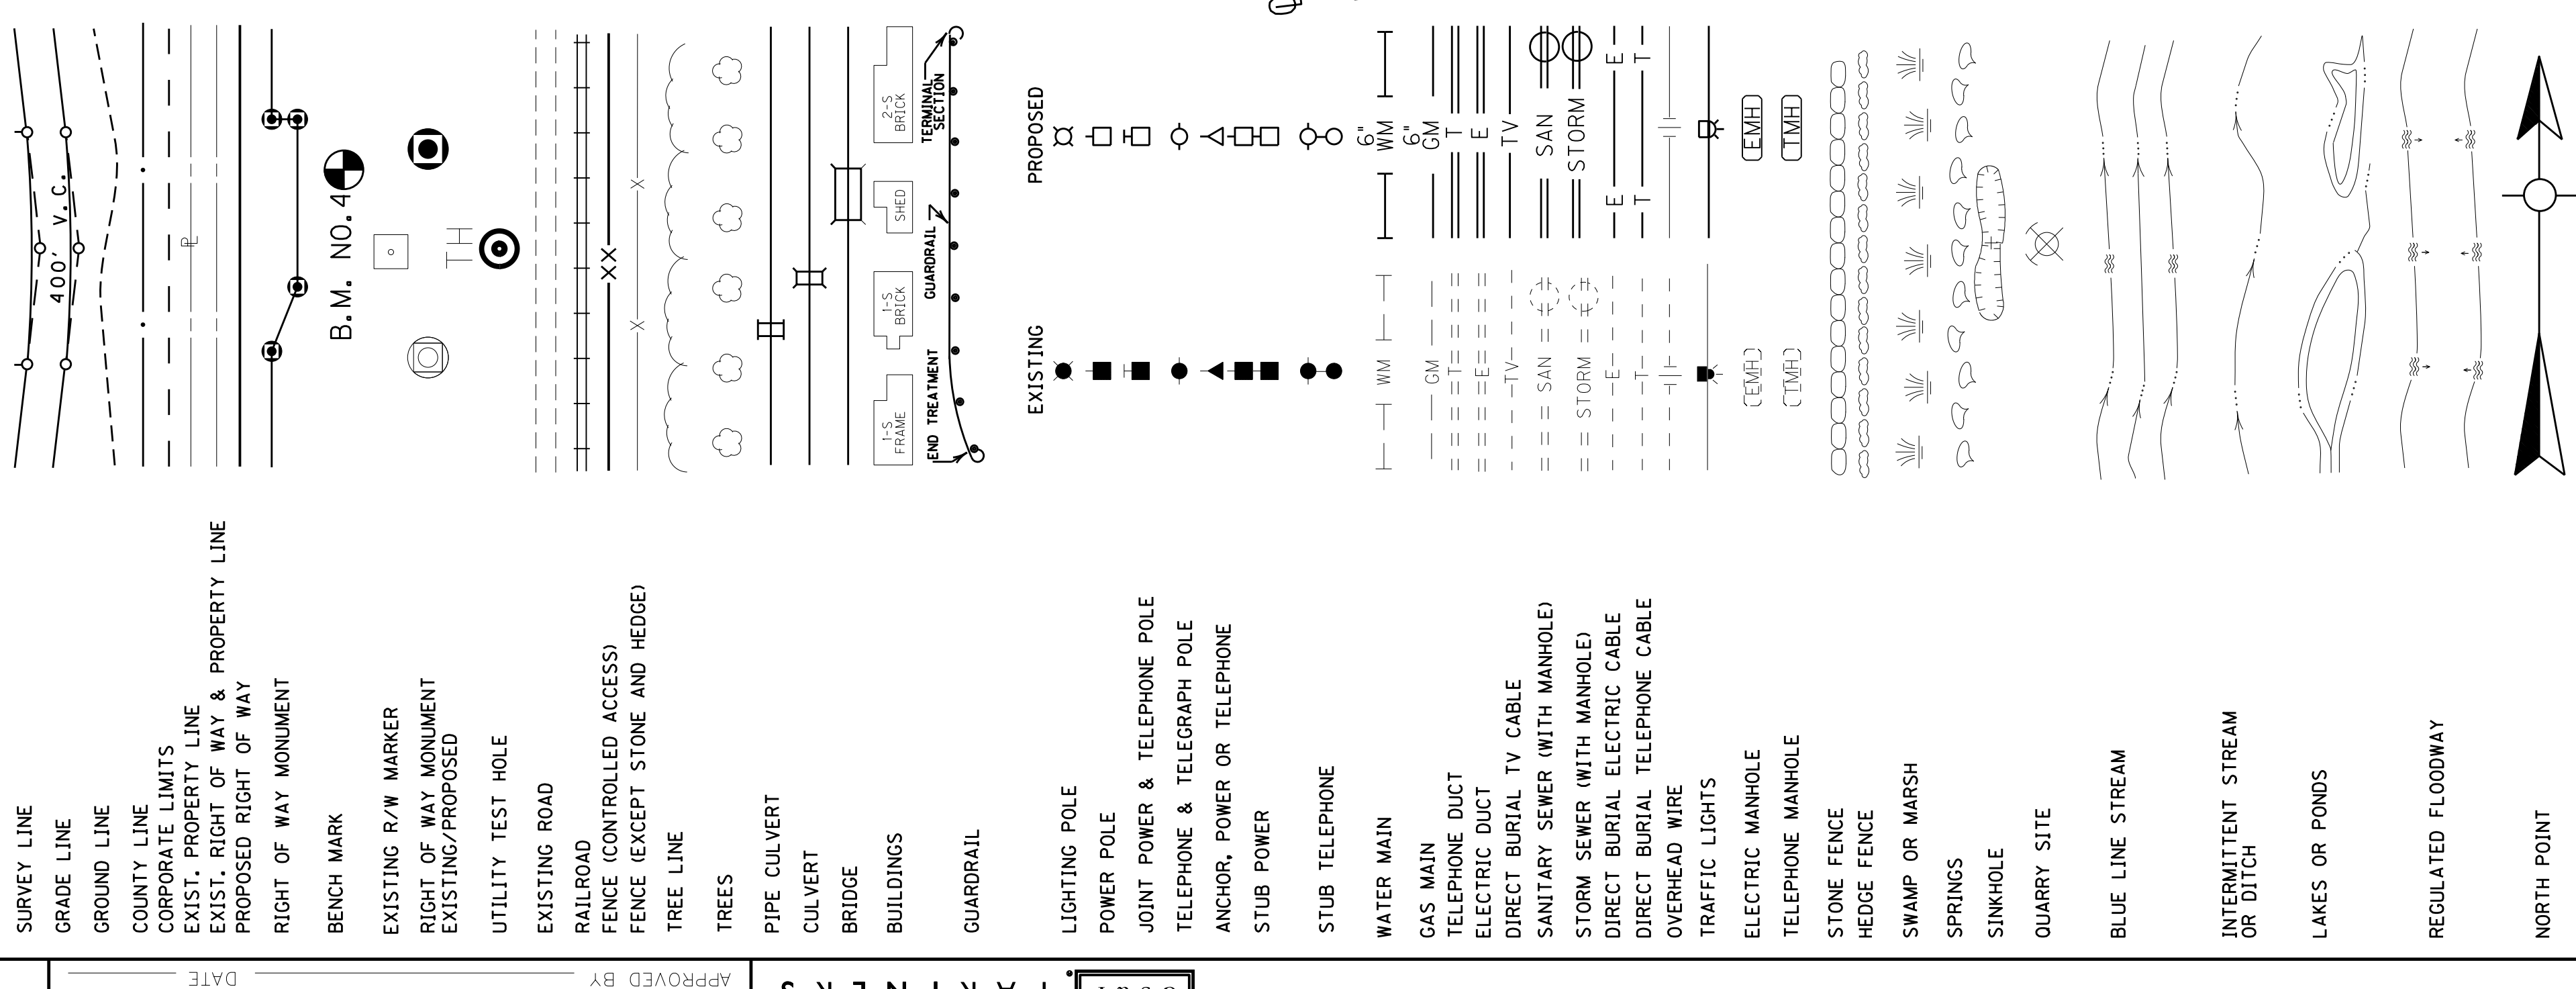 SURVEY LINE
GRADE LINE
400' V.C.
GROUND LINE
COUNTY LINE
CORPORATE LIMITS
EXIST. PROPERTY LINE
EXIST. RIGHT OF WAY & PROPERTY LINE
PROPOSED RIGHT OF WAY
RIGHT OF WAY MONUMENT
BENCH MARK
B.M. NO.4
EXISTING R/W MARKER
RIGHT OF WAY MONUMENT
EXISTING/PROPOSED
UTILITY TEST HOLE
TH
EXISTING ROAD
RAILROAD
FENCE (CONTROLLED ACCESS)
XX
FENCE (EXCEPT STONE AND HEDGE)
X X
TREE LINE
TREES
PIPE CULVERT
CULVERT
BRIDGE
BUILDINGS
1-S
FRAME
1-S
BRICK
SHED
2-S
BRICK
GUARDRAIL
END TREATMENT
GUARDRAIL
TERMINAL
SECTION
EXISTING
PROPOSED
LIGHTING POLE
POWER POLE
JOINT POWER & TELEPHONE POLE
TELEPHONE & TELEGRAPH POLE
ANCHOR, POWER OR TELEPHONE
STUB POWER
STUB TELEPHONE
WATER MAIN
WM
6"
WM
GAS MAIN
GM
6"
GM
TELEPHONE DUCT
T
T
ELECTRIC DUCT
E
E
DIRECT BURIAL TV CABLE
TV
TV
SANITARY SEWER (WITH MANHOLE)
SAN
SAN
STORM SEWER (WITH MANHOLE)
STORM
STORM
DIRECT BURIAL ELECTRIC CABLE
E
E E
DIRECT BURIAL TELEPHONE CABLE
T
T T
OVERHEAD WIRE
TRAFFIC LIGHTS
ELECTRIC MANHOLE
EMH
EMH
TELEPHONE MANHOLE
TMH
TMH
STONE FENCE
HEDGE FENCE
SWAMP OR MARSH
SPRINGS
SINKHOLE
QUARRY SITE
BLUE LINE STREAM
INTERMITTENT STREAM
OR DITCH
LAKES OR PONDS
REGULATED FLOODWAY
NORTH POINT
APPROVED BY
DATE